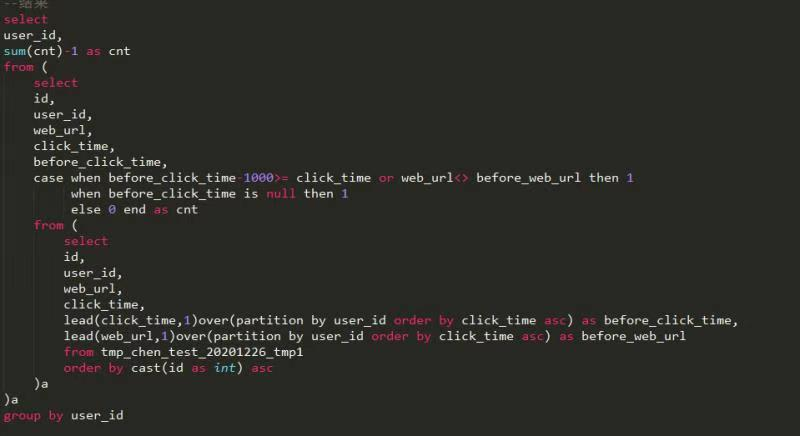 --结果
select
user_id,
sum(cnt)-1 as cnt
from (
select
id,
user_id,
web_url,
click_time,
before_click_time,
case when before_click_time-1000>= click_time or web_url<> before_web_url then 1
when before_click_time is null then 1
else 0 end as cnt
from (
select
id,
user_id,
web_url,
click_time,
lead(click_time,1)over(partition by user_id order by click_time asc) as before_click_time,
lead(web_url,1)over(partition by user_id order by click_time asc) as before_web_url
from tmp_chen_test_20201226_tmp1
order by cast(id as int) asc
)a
)a
group by user_id